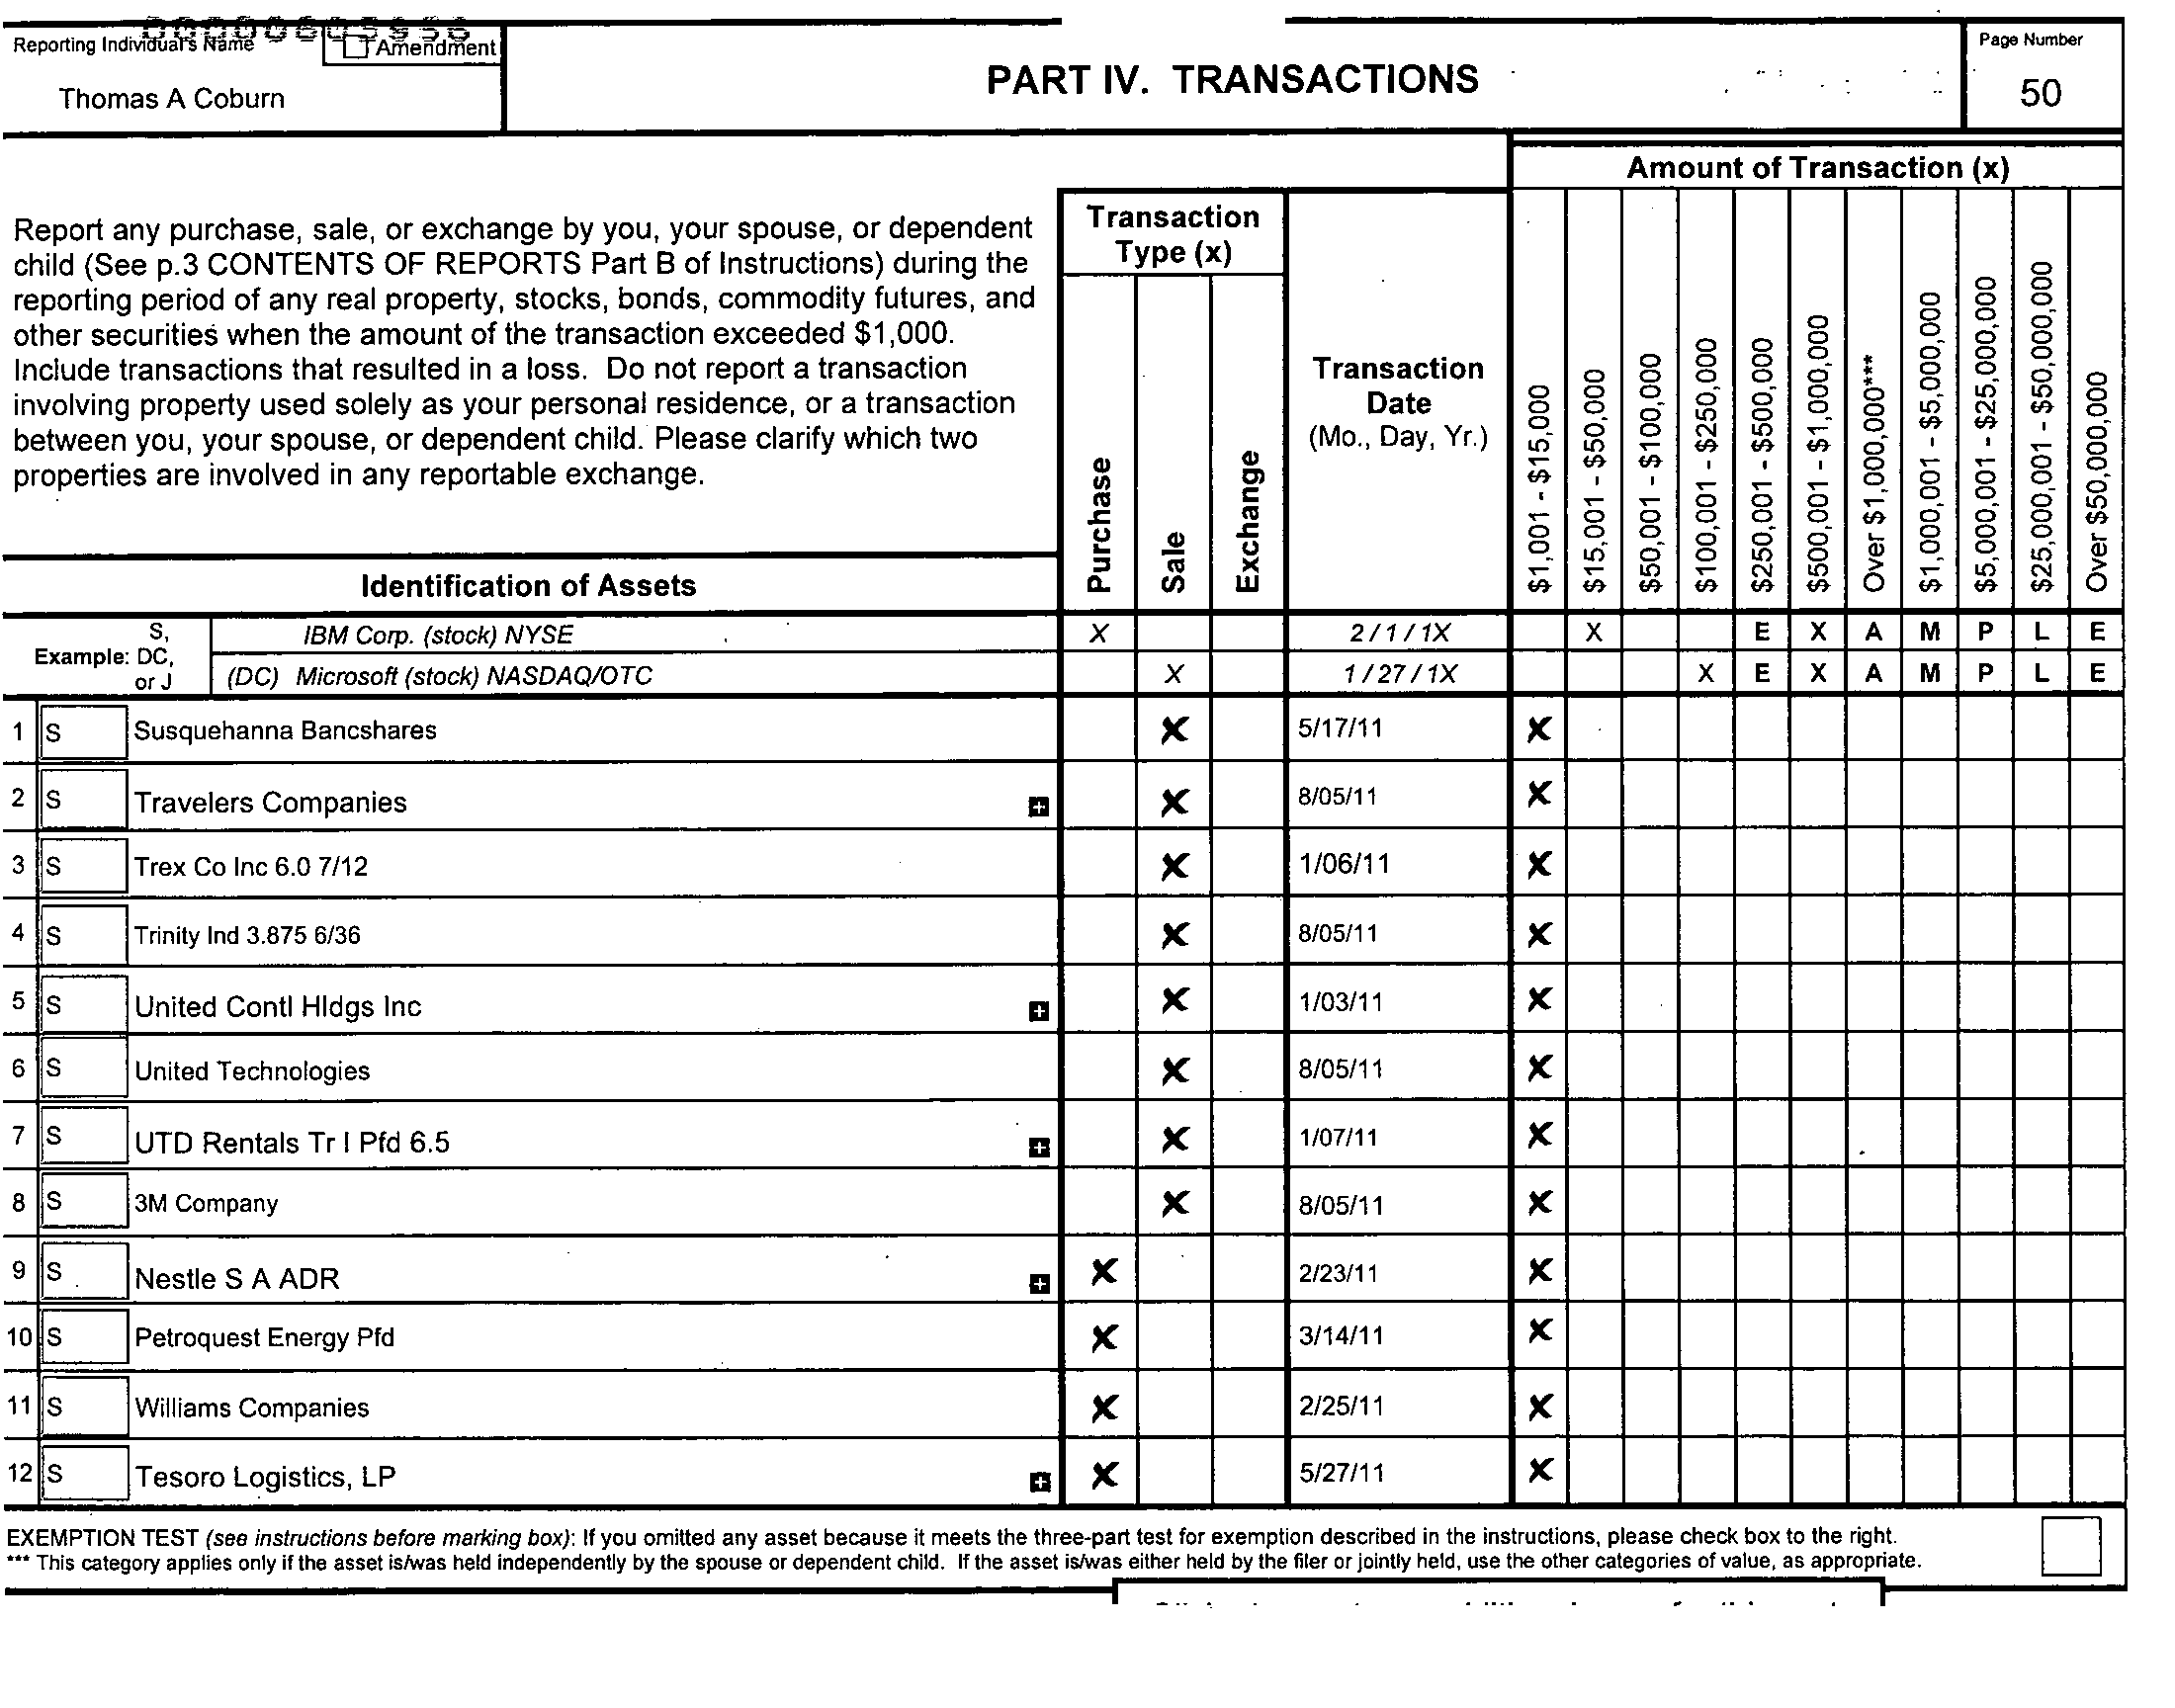 Reporting Individual's Name
Amendment
Thomas A Coburn
PART IV. TRANSACTIONS
Page Number
50
Amount of Transaction (x)
Report any purchase, sale, or exchange by you, your spouse, or dependent
child (See p.3 CONTENTS OF REPORTS Part B of Instructions) during the
reporting period of any real property, stocks, bonds, commodity futures, and
other securities when the amount of the transaction exceeded $1,000.
Include transactions that resulted in a loss. Do not report a transaction
involving property used solely as your personal residence, or a transaction
between you, your spouse, or dependent child. Please clarify which two
properties are involved in any reportable exchange.
Transaction
Type (x)
Purchase
Sale
Exchange
Transaction
Date
(Mo., Day, Yr.)
$1,001 - $15,000
$15,001 - $50,000
$50,001 - $100,000
$100,001 - $250,000
$250,001 - $500,000
$500,001 - $1,000,000
Over $1,000,000***
$1,000,001 - $5,000,000
$5,000,001 - $25,000,000
$25,000,001 - $50,000,000
Over $50,000,000
Identification of Assets
Example: S, DC, or J
IBM Corp. (stock) NYSE X 2 / 1 / 1X X E X A M P L E
(DC) Microsoft (stock) NASDAQ/OTC X 1 / 27 / 1X X E X A M P L E
1 S Susquehanna Bancshares X 5/17/11 X
2 S Travelers Companies X 8/05/11 X
3 S Trex Co Inc 6.0 7/12 X 1/06/11 X
4 S Trinity Ind 3.875 6/36 X 8/05/11 X
5 S United Contl Hldgs Inc X 1/03/11 X
6 S United Technologies X 8/05/11 X
7 S UTD Rentals Tr I Pfd 6.5 X 1/07/11 X
8 S 3M Company X 8/05/11 X
9 S Nestle S A ADR X 2/23/11 X
10 S Petroquest Energy Pfd X 3/14/11 X
11 S Williams Companies X 2/25/11 X
12 S Tesoro Logistics, LP X 5/27/11 X
EXEMPTION TEST (see instructions before marking box): If you omitted any asset because it meets the three-part test for exemption described in the instructions, please check box to the right.
*** This category applies only if the asset is/was held independently by the spouse or dependent child. If the asset is/was either held by the filer or jointly held, use the other categories of value, as appropriate.